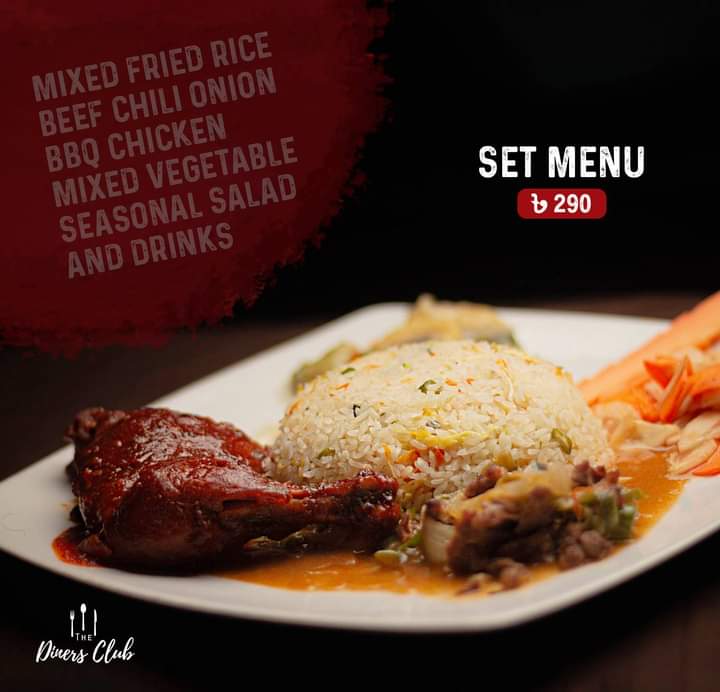 MIXED FRIED RICE
BEEF CHILI ONION
BBQ CHICKEN
MIXED VEGETABLE
SEASONAL SALAD
AND DRINKS
SET MENU
৳ 290
THE
Diners Club